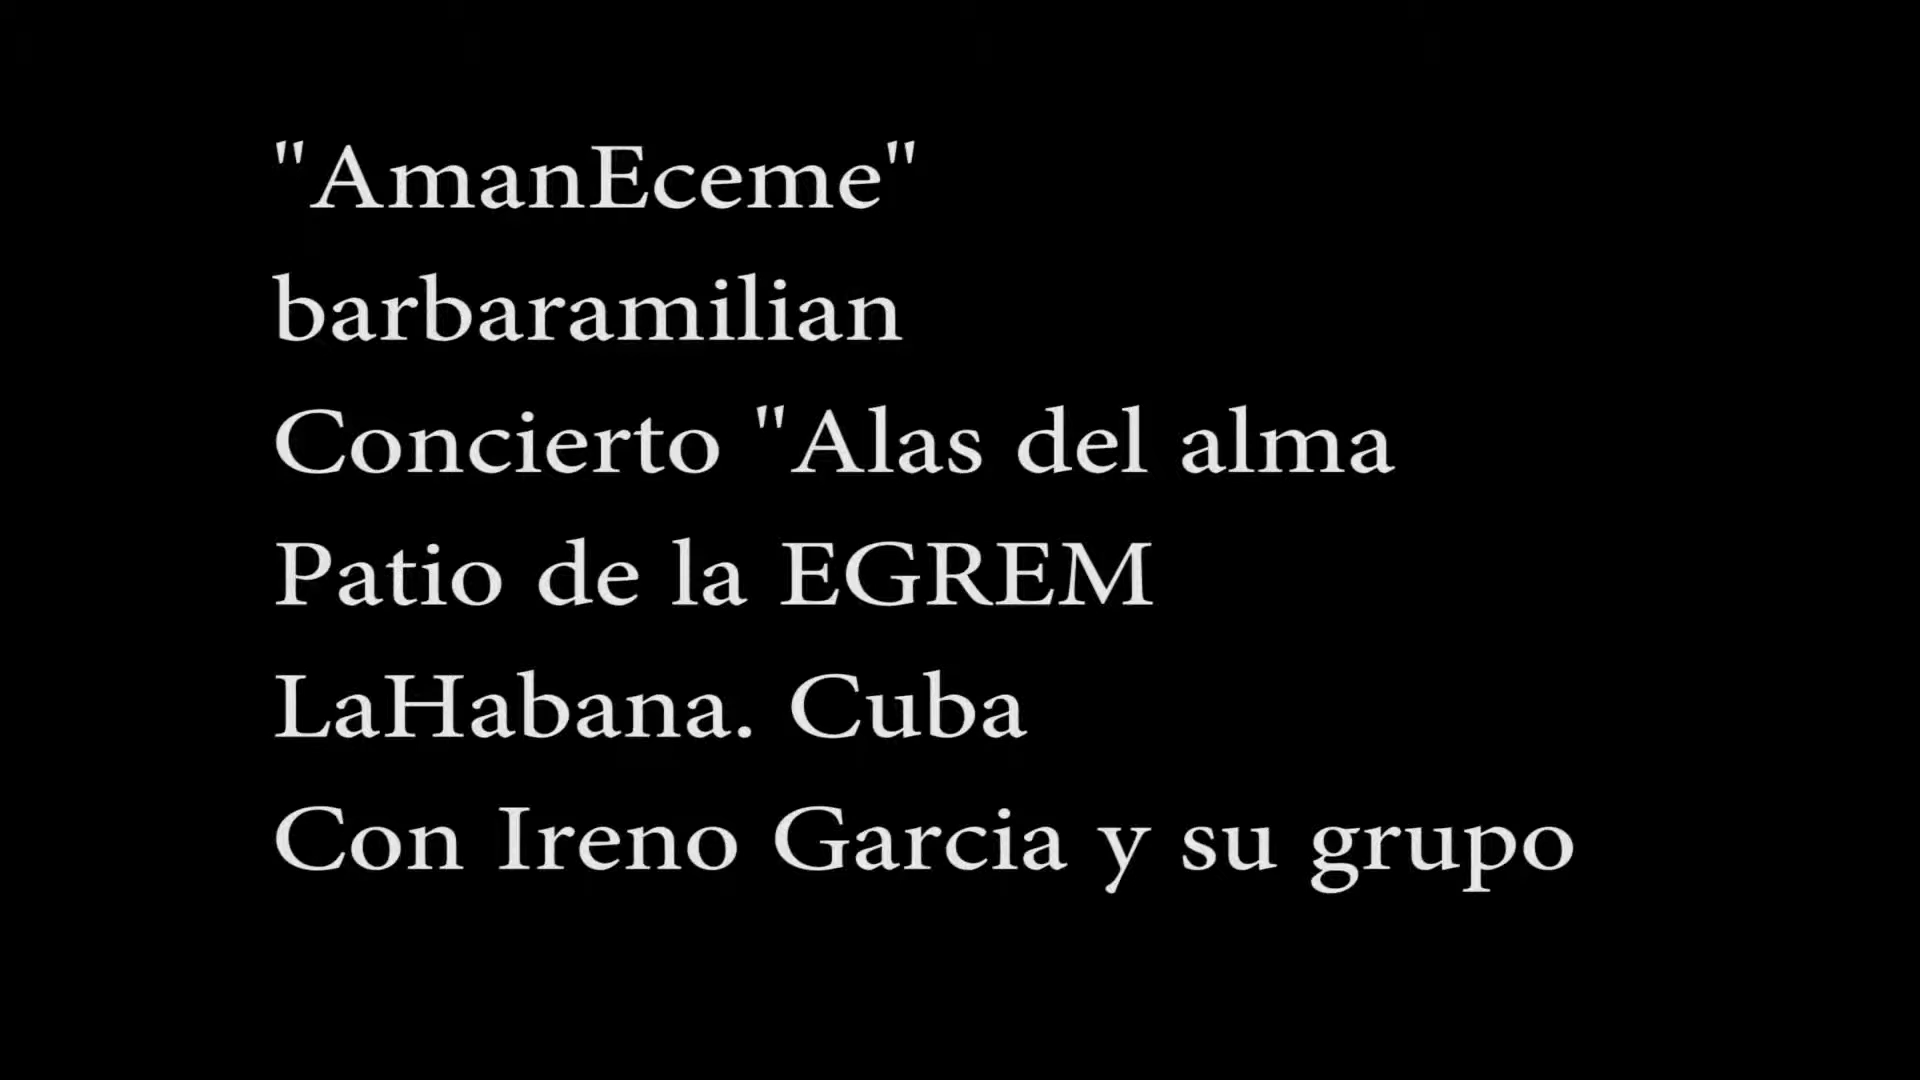 "AmanEceme"
barbaramilian
Concierto "Alas del alma
Patio de la EGREM
LaHabana. Cuba
Con Ireno Garcia y su grupo